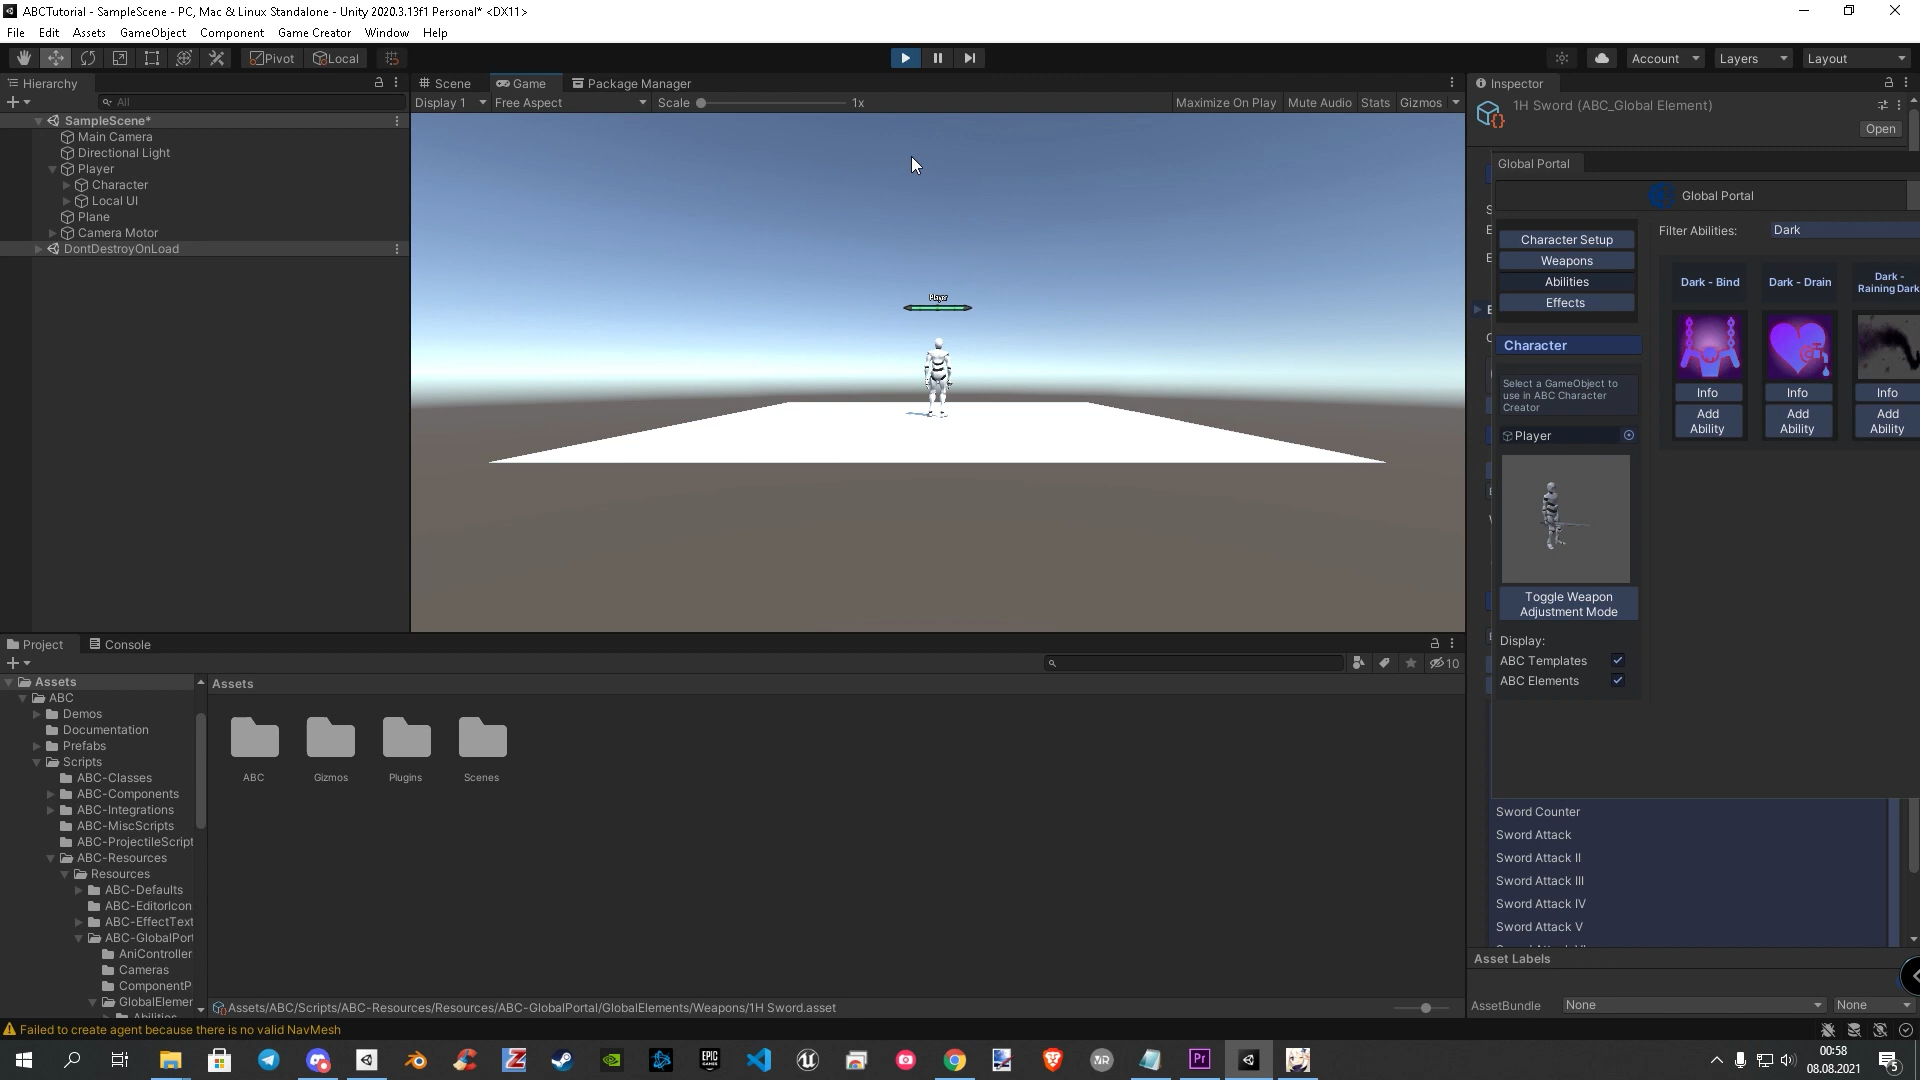 ABCTutorial - SampleScene - PC, Mac & Linux Standalone - Unity 2020.3.13f1 Personal* <DX11>
File Edit Assets GameObject Component Game Creator Window Help
Pivot Local Account Layers Layout
Hierarchy Scene Game Package Manager Inspector
All Display 1 Free Aspect Scale 1x Maximize On Play Mute Audio Stats Gizmos
1H Sword (ABC_Global Element)
Open
SampleScene*
Main Camera
Directional Light
Player
Character
Local UI
Plane
Camera Motor
DontDestroyOnLoad
Player
Global Portal
Global Portal
Character Setup
Weapons
Abilities
Effects
Filter Abilities: Dark
Dark - Bind
Dark - Drain
Dark -
Raining Dark
Info Info Info
Add
Ability
Add
Ability
Add
Ability
Character
Select a GameObject to
use in ABC Character
Creator
Player
Toggle Weapon
Adjustment Mode
Display:
ABC Templates
ABC Elements
Sword Counter
Sword Attack
Sword Attack II
Sword Attack III
Sword Attack IV
Sword Attack V
Asset Labels
AssetBundle None None
Project Console
10
Assets
ABC
Demos
Documentation
Prefabs
Scripts
ABC-Classes
ABC-Components
ABC-Integrations
ABC-MiscScripts
ABC-ProjectileScript
ABC-Resources
Resources
ABC-Defaults
ABC-EditorIcon
ABC-EffectText
ABC-GlobalPort
AniController
Cameras
ComponentP
GlobalElemer
Assets
ABC Gizmos Plugins Scenes
Assets/ABC/Scripts/ABC-Resources/Resources/ABC-GlobalPortal/GlobalElements/Weapons/1H Sword.asset
Failed to create agent because there is no valid NavMesh
EPIC GAMES VR Pr
00:58
08.08.2021
5